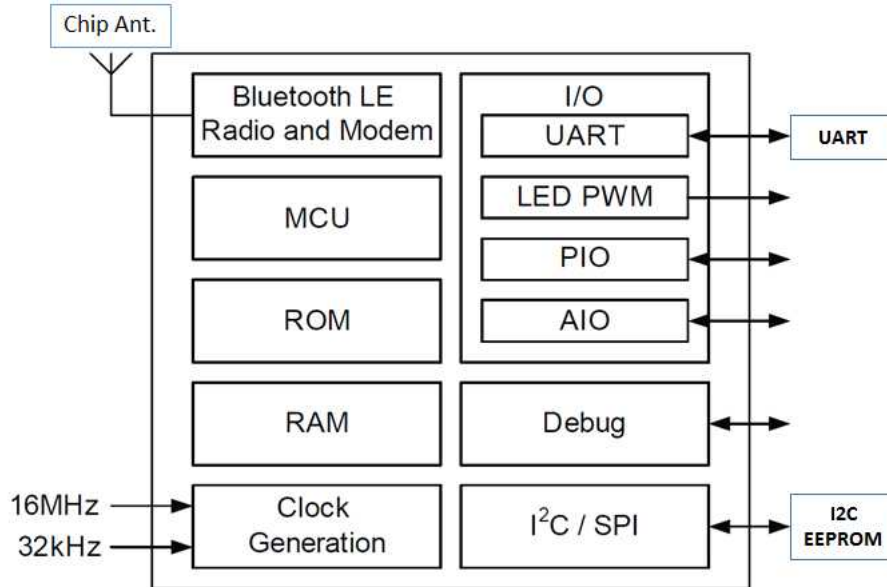 Chip Ant.
Bluetooth LE
Radio and Modem
MCU
ROM
RAM
16MHz
32kHz
Clock
Generation
I/O
UART
LED PWM
PIO
AIO
Debug
I²C / SPI
UART
I2C
EEPROM